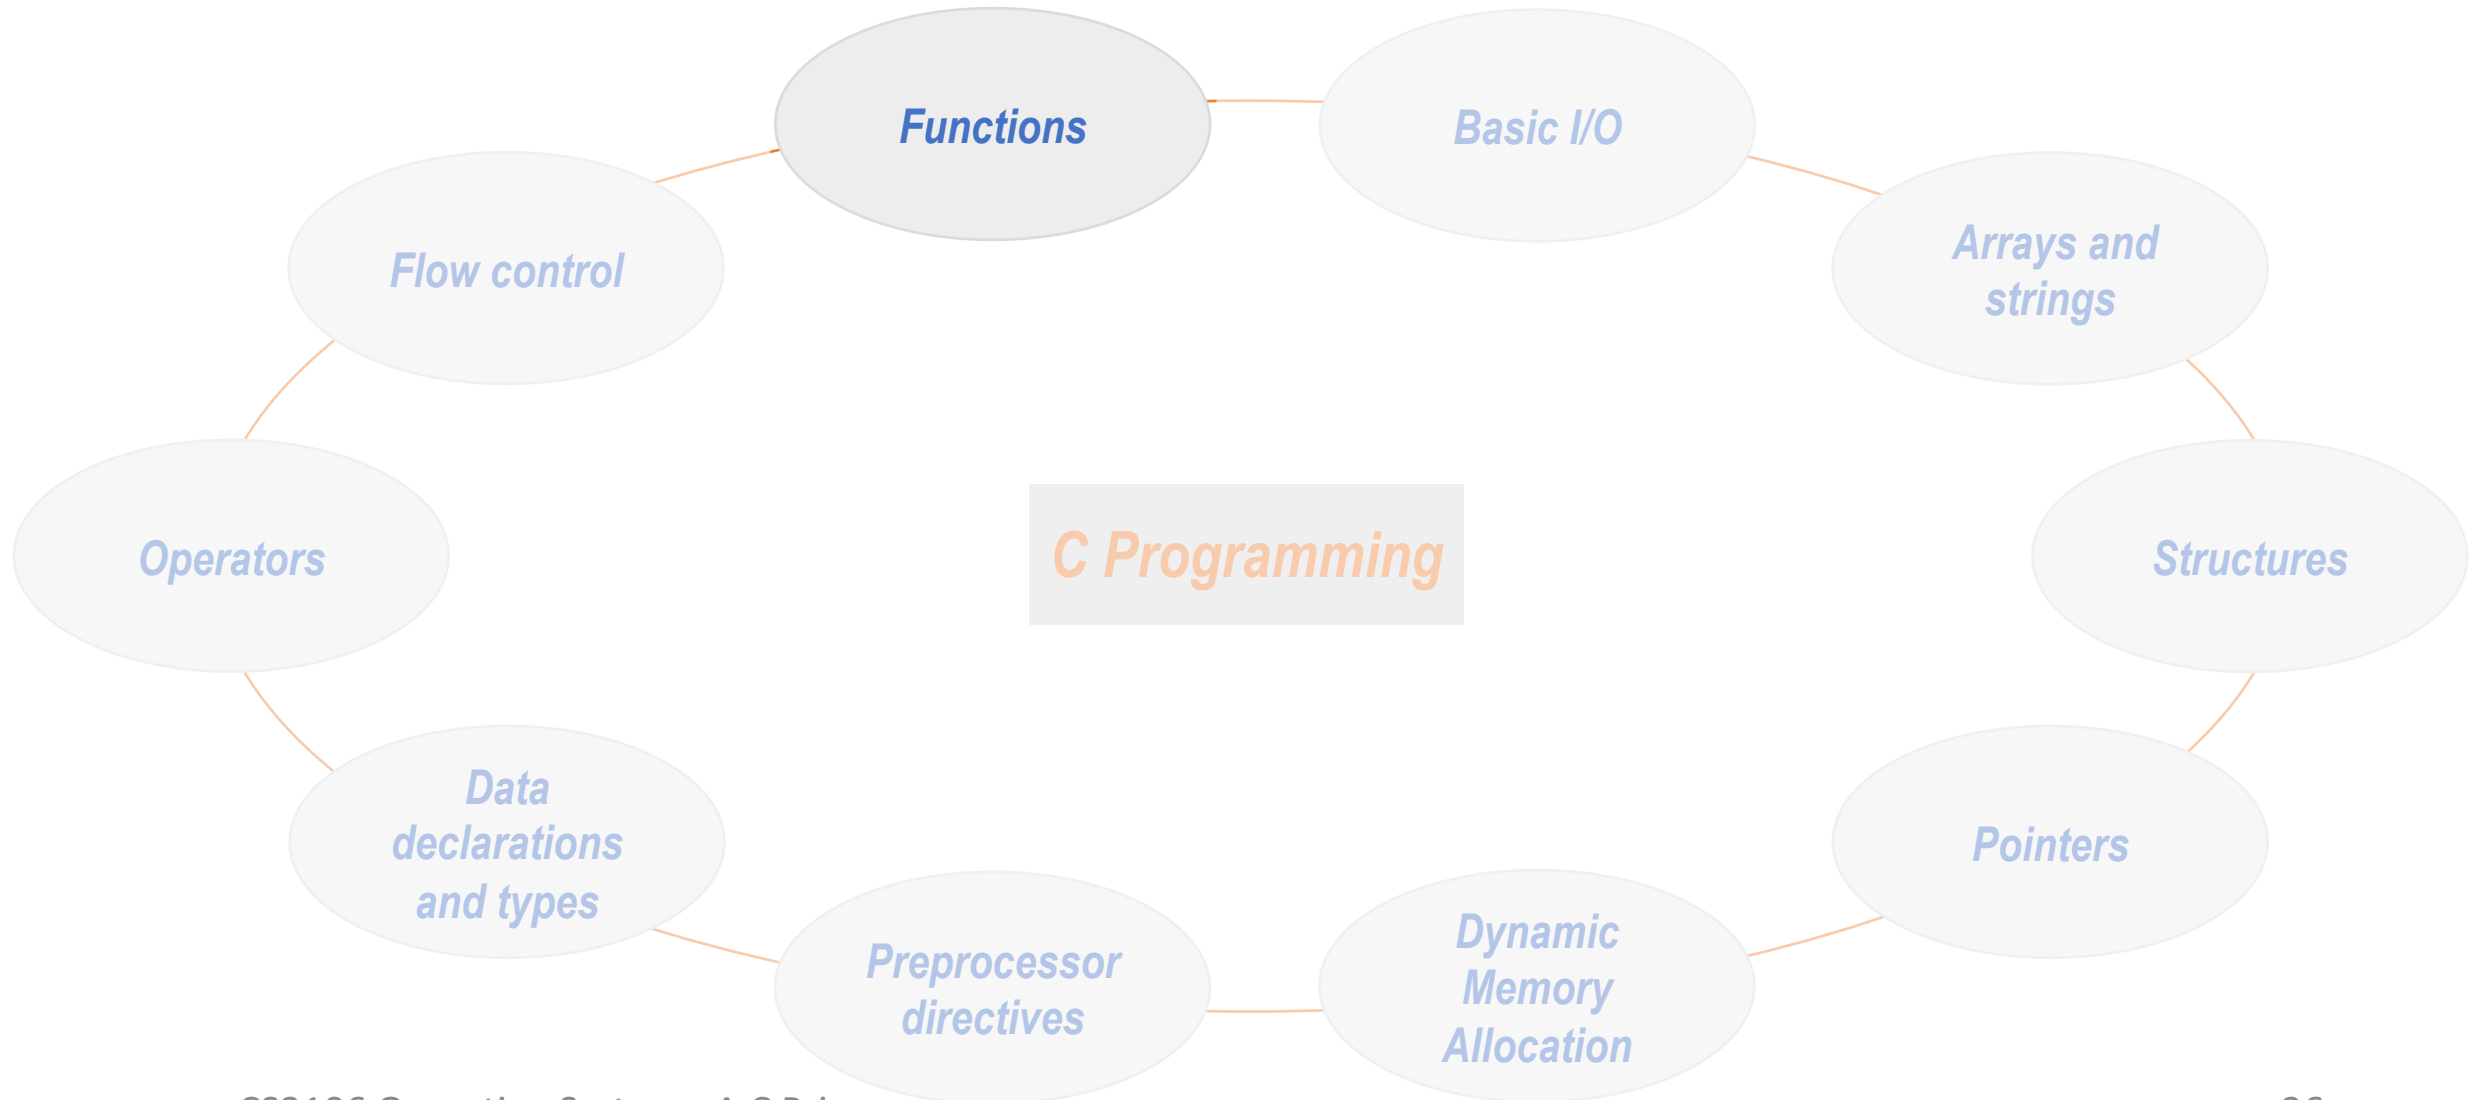 Functions
Basic I/O
Flow control
Arrays and
strings
Operators
C Programming
Structures
Data
declarations
and types
Pointers
Preprocessor
directives
Dynamic
Memory
Allocation